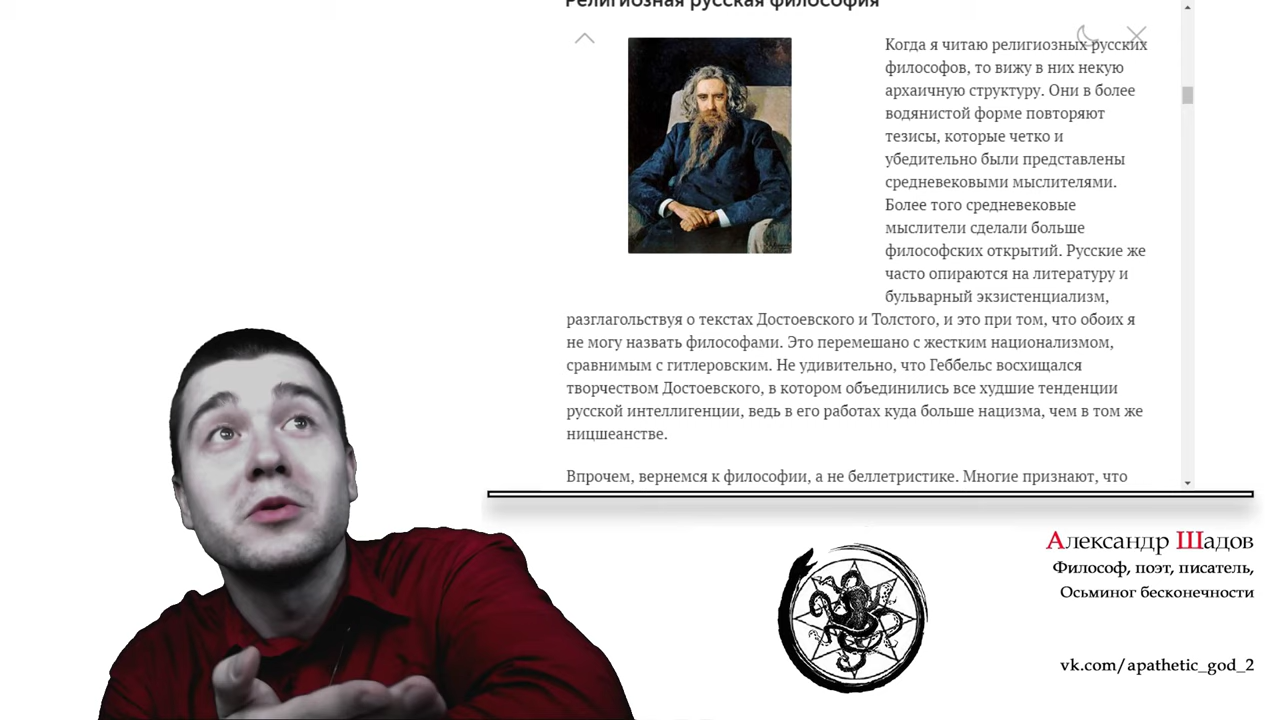 Религиозная русская философия
Когда я читаю религиозных русских
философов, то вижу в них некую
архаичную структуру. Они в более
водянистой форме повторяют
тезисы, которые четко и
убедительно были представлены
средневековыми мыслителями.
Более того средневековые
мыслители сделали больше
философских открытий. Русские же
часто опираются на литературу и
бульварный экзистенциализм,
разглагольствуя о текстах Достоевского и Толстого, и это при том, что обоих я
не могу назвать философами. Это перемешано с жестким национализмом,
сравнимым с гитлеровским. Не удивительно, что Геббельс восхищался
творчеством Достоевского, в котором объединились все худшие тенденции
русской интеллигенции, ведь в его работах куда больше нацизма, чем в том же
ницшеанстве.
Впрочем, вернемся к философии, а не беллетристике. Многие признают, что
Александр Шадов
Философ, поэт, писатель,
Осьминог бесконечности
vk.com/apathetic_god_2